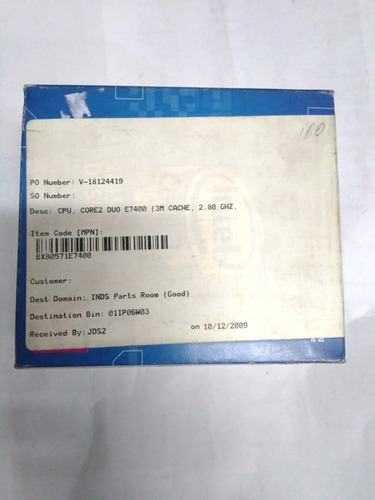 160
PO Number: V-18124419
SO Number:
Desc: CPU, CORE2 DUO E7400 (3M CACHE, 2.80 GHZ,
Item Code [MPN]:
BX80571E7400
Customer:
Dest Domain: INDS Parts Room (Good)
Destination Bin: 01IP06W03
Received By: JDS2
on 10/12/2009